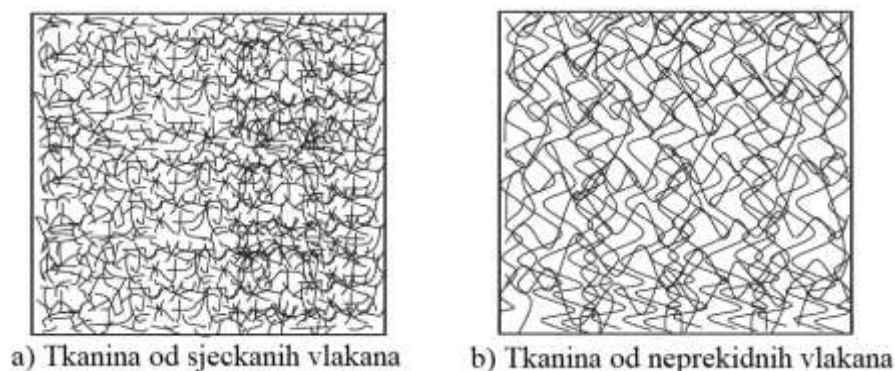 a) Tkanina od sjeckanih vlakana
b) Tkanina od neprekidnih vlakana